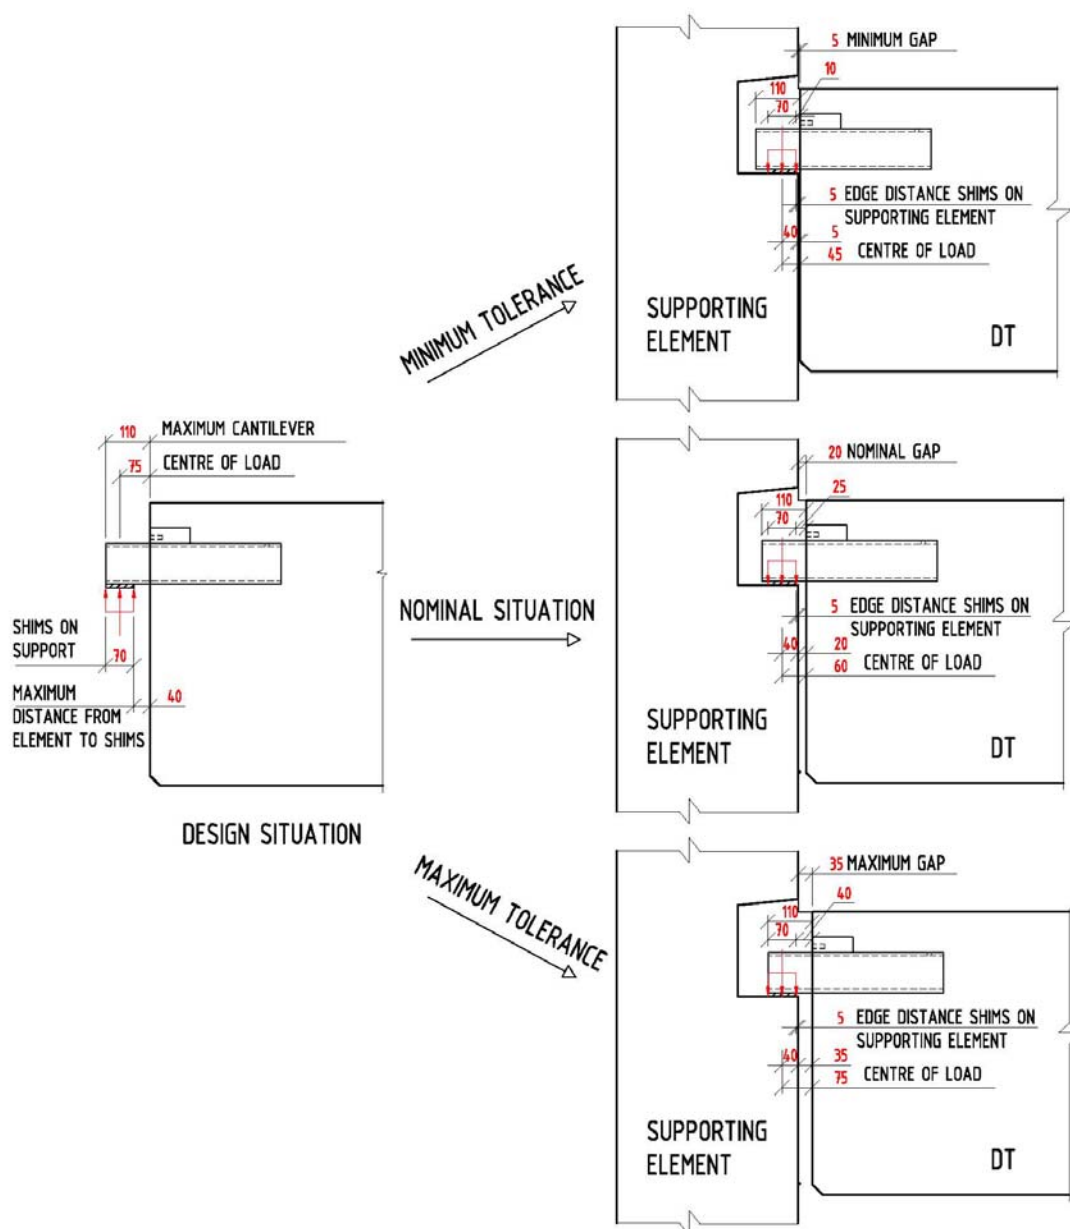 5 MINIMUM GAP
10
110
70
5 EDGE DISTANCE SHIMS ON
SUPPORTING ELEMENT
40 5
45 CENTRE OF LOAD
SUPPORTING
ELEMENT
DT
MINIMUM TOLERANCE
110 MAXIMUM CANTILEVER
75 CENTRE OF LOAD
SHIMS ON
SUPPORT
70
MAXIMUM
DISTANCE FROM
ELEMENT TO SHIMS
40
DESIGN SITUATION
NOMINAL SITUATION
20 NOMINAL GAP
25
110
70
5 EDGE DISTANCE SHIMS ON
SUPPORTING ELEMENT
40 20
60 CENTRE OF LOAD
SUPPORTING
ELEMENT
DT
MAXIMUM TOLERANCE
35 MAXIMUM GAP
40
110
70
5 EDGE DISTANCE SHIMS ON
SUPPORTING ELEMENT
40 35
75 CENTRE OF LOAD
SUPPORTING
ELEMENT
DT